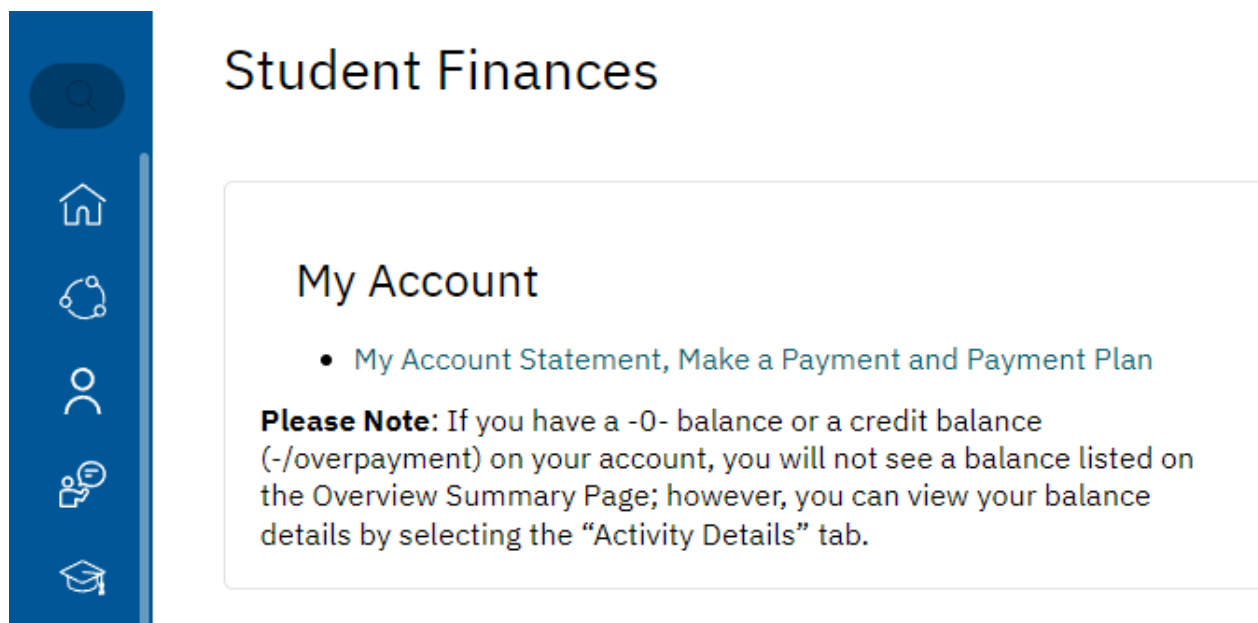 Student Finances
My Account
• My Account Statement, Make a Payment and Payment Plan
Please Note: If you have a -0- balance or a credit balance
(-/overpayment) on your account, you will not see a balance listed on
the Overview Summary Page; however, you can view your balance
details by selecting the “Activity Details” tab.